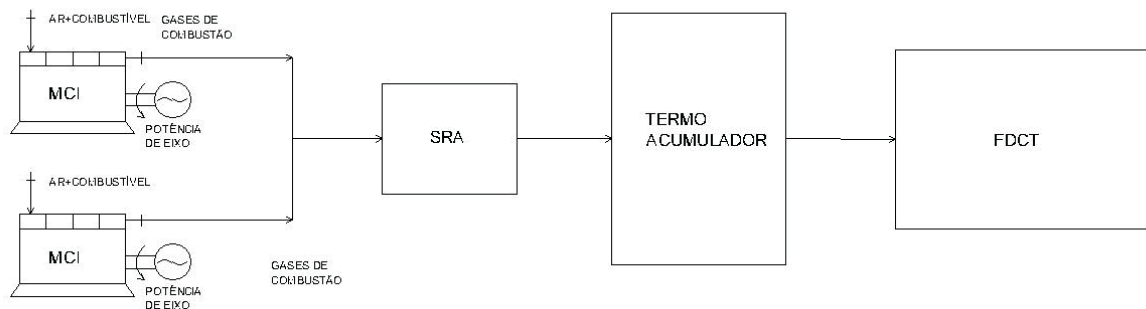 AR+COMBUSTÍVEL
GASES DE
COMBUSTÃO
MCI
POTÊNCIA
DE EIXO
SRA
TERMO
ACUMULADOR
FDCT
AR+COMBUSTÍVEL
MCI
GASES DE
COMBUSTÃO
POTÊNCIA
DE EIXO